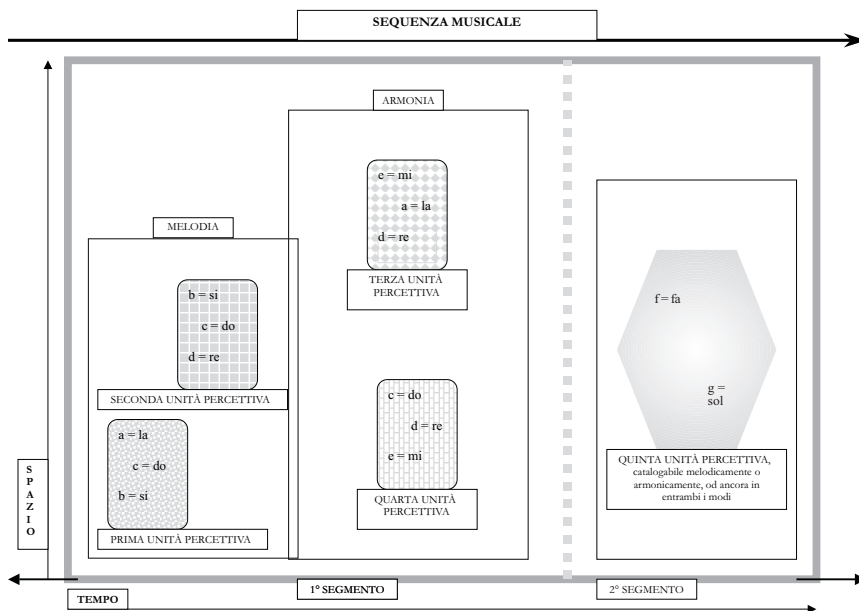 SEQUENZA MUSICALE
ARMONIA
e = mi
a = la
d = re
TERZA UNITÀ
PERCETTIVA
MELODIA
b = si
c = do
d = re
SECONDA UNITÀ PERCETTIVA
a = la
c = do
b = si
PRIMA UNITÀ PERCETTIVA
c = do
d = re
e = mi
QUARTA UNITÀ
PERCETTIVA
f = fa
g =
sol
QUINTA UNITÀ PERCETTIVA,
catalogabile melodicamente o
armonicamente, od ancora in
entrambi i modi
S
P
A
Z
I
O
1° SEGMENTO
2° SEGMENTO
TEMPO